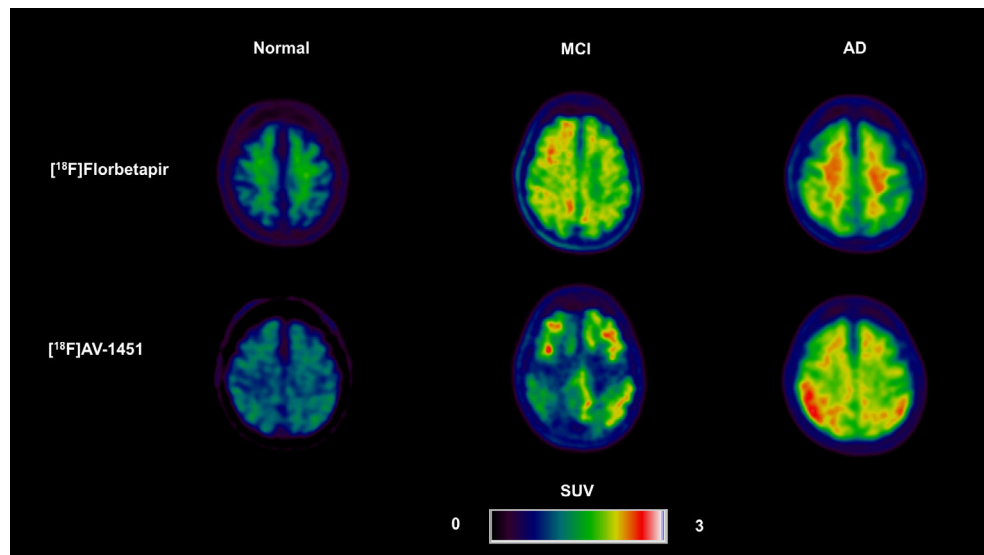 Normal MCI AD
[¹⁸F]Florbetapir
[¹⁸F]AV-1451
SUV
0 3